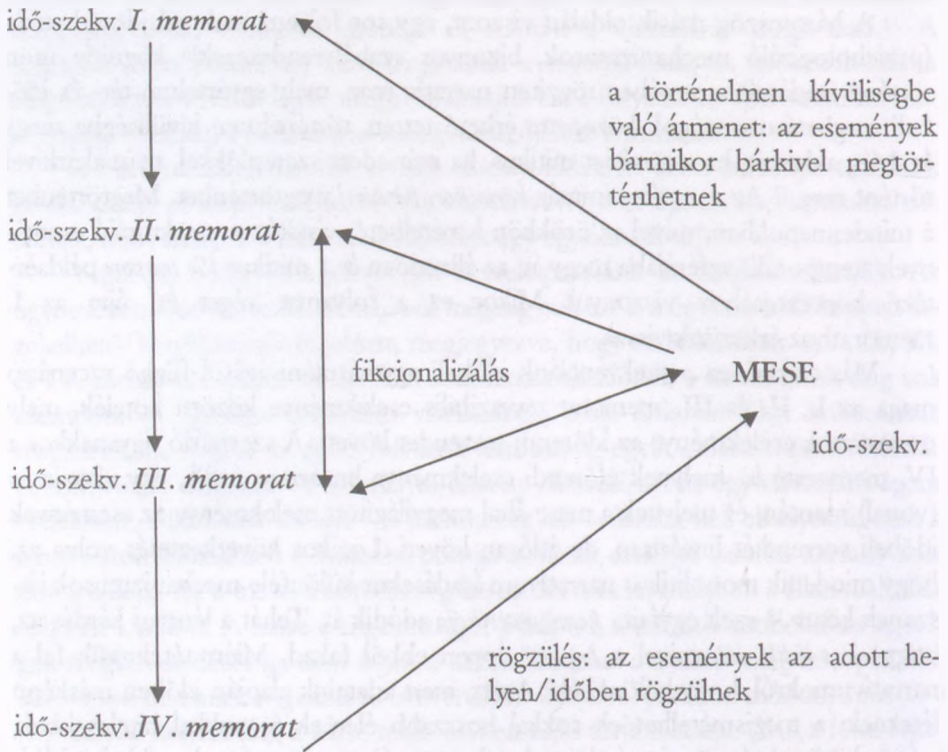 idő-szekv. I. memorat
a történelmen kívüliségbe
való átmenet: az események
bármikor bárkivel megtör-
ténhetnek
idő-szekv. II. memorat
fikcionálizálás
MESE
idő-szekv.
idő-szekv. III. memorat
rögzülés: az események az adott he-
lyen/időben rögzülnek
idő-szekv. IV. memorat